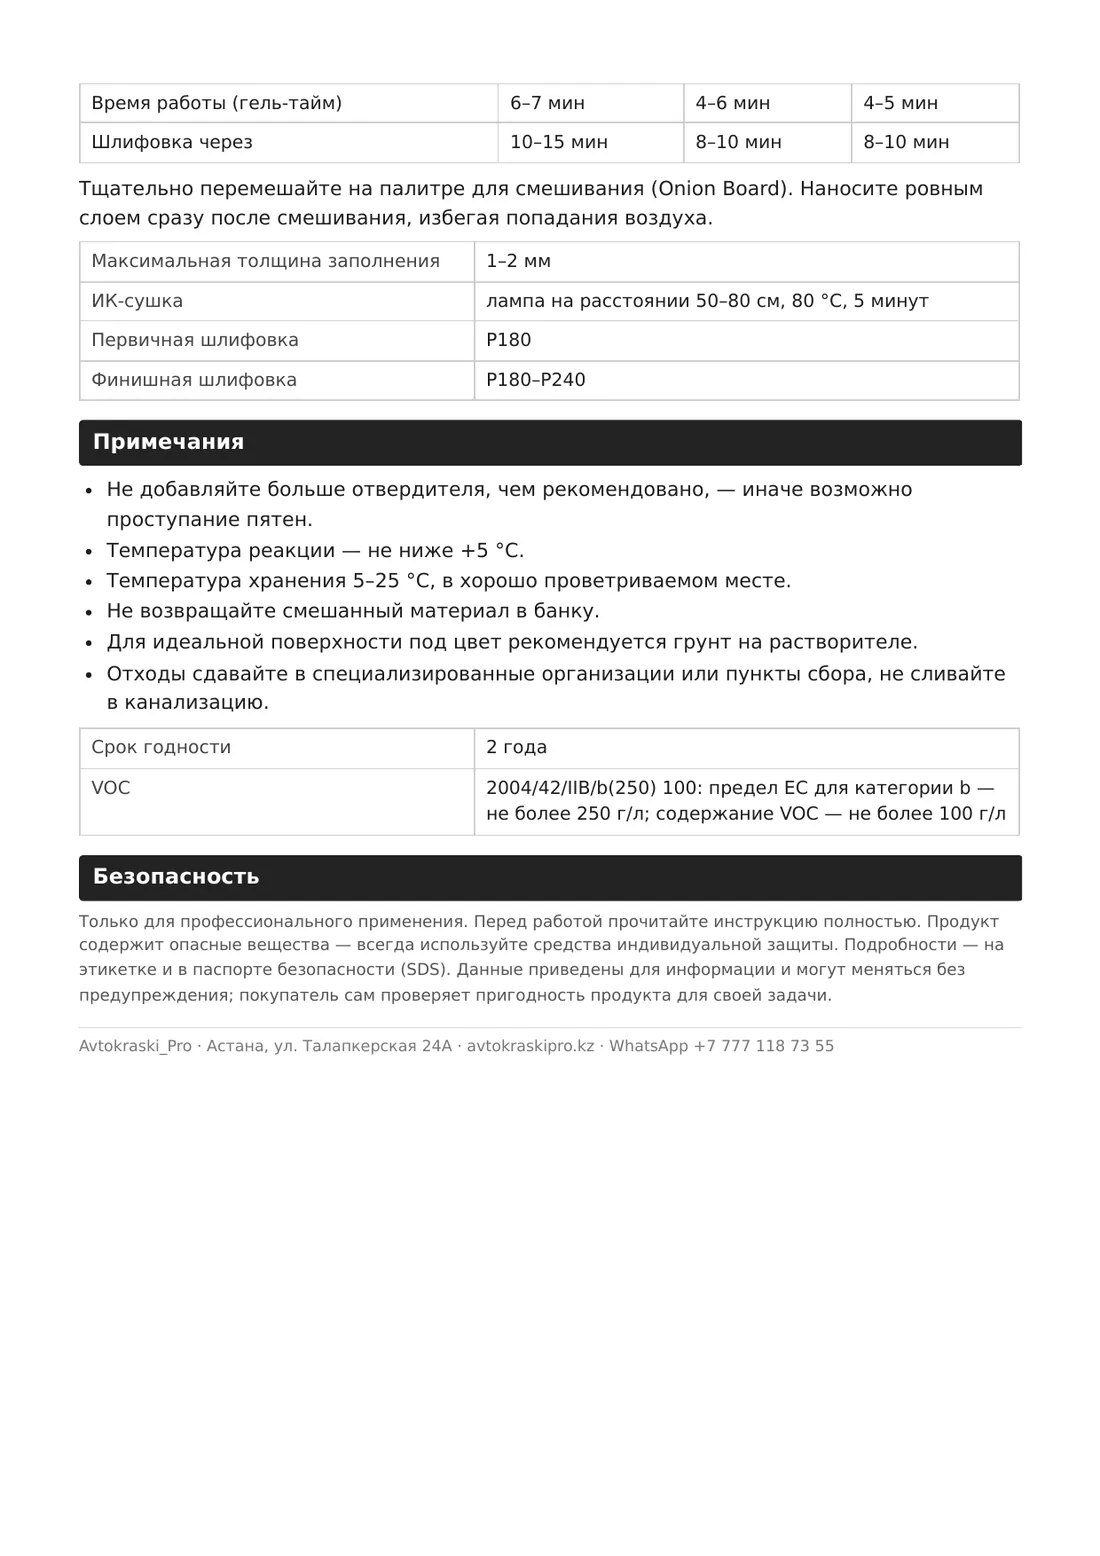 Время работы (гель-тайм) 6–7 мин 4–6 мин 4–5 мин
Шлифовка через 10–15 мин 8–10 мин 8–10 мин
Тщательно перемешайте на палитре для смешивания (Onion Board). Наносите ровным
слоем сразу после смешивания, избегая попадания воздуха.
Максимальная толщина заполнения 1–2 мм
ИК-сушка лампа на расстоянии 50–80 см, 80 °C, 5 минут
Первичная шлифовка P180
Финишная шлифовка P180–P240
Примечания
• Не добавляйте больше отвердителя, чем рекомендовано, — иначе возможно
проступание пятен.
• Температура реакции — не ниже +5 °C.
• Температура хранения 5–25 °C, в хорошо проветриваемом месте.
• Не возвращайте смешанный материал в банку.
• Для идеальной поверхности под цвет рекомендуется грунт на растворителе.
• Отходы сдавайте в специализированные организации или пункты сбора, не сливайте
в канализацию.
Срок годности 2 года
VOC 2004/42/IIB/b(250) 100: предел ЕС для категории b —
не более 250 г/л; содержание VOC — не более 100 г/л
Безопасность
Только для профессионального применения. Перед работой прочитайте инструкцию полностью. Продукт
содержит опасные вещества — всегда используйте средства индивидуальной защиты. Подробности — на
этикетке и в паспорте безопасности (SDS). Данные приведены для информации и могут меняться без
предупреждения; покупатель сам проверяет пригодность продукта для своей задачи.
Avtokraski_Pro · Астана, ул. Талапкерская 24А · avtokraskipro.kz · WhatsApp +7 777 118 73 55